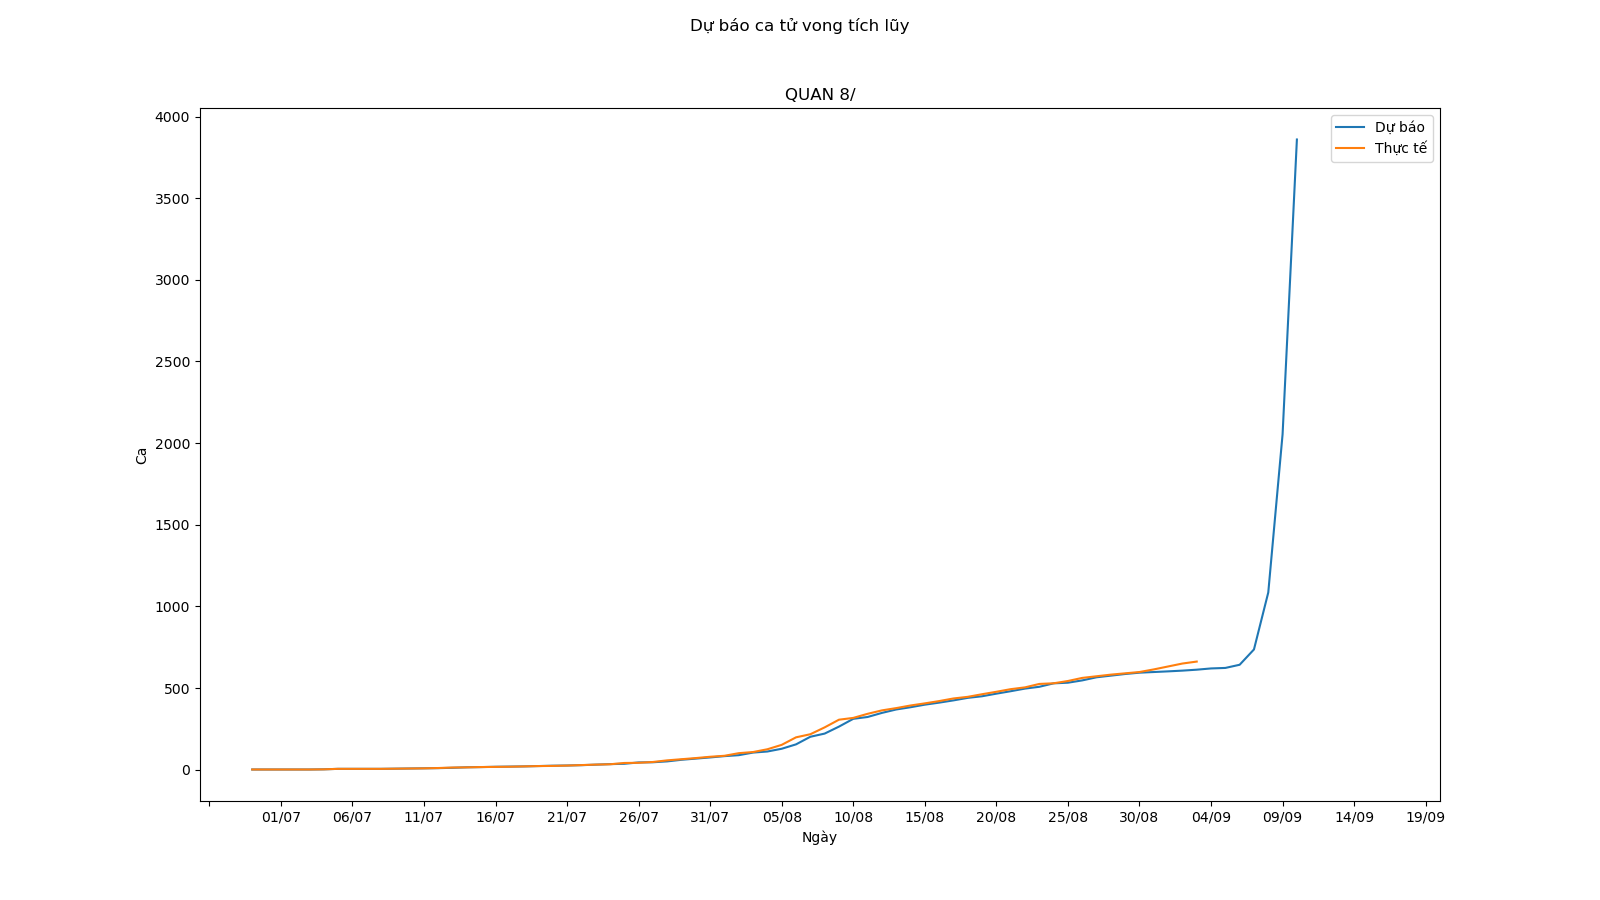 Dự báo ca tử vong tích lũy
QUAN 8/
Dự báo
Thực tế
4000
3500
3000
2500
2000
1500
1000
500
0
Ca
01/07 06/07 11/07 16/07 21/07 26/07 31/07 05/08 10/08 15/08 20/08 25/08 30/08 04/09 09/09 14/09 19/09
Ngày